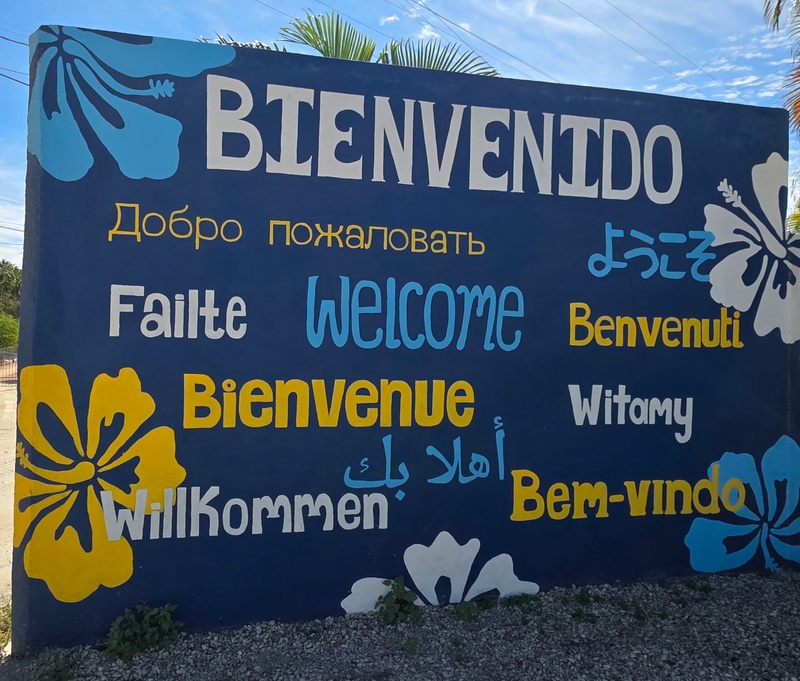 BIENVENIDO
Добро пожаловать
ようこそ
Failte
Welcome
Benvenuti
Bienvenue
Witamy
أهلا بك
Willkommen
Bem-vindo